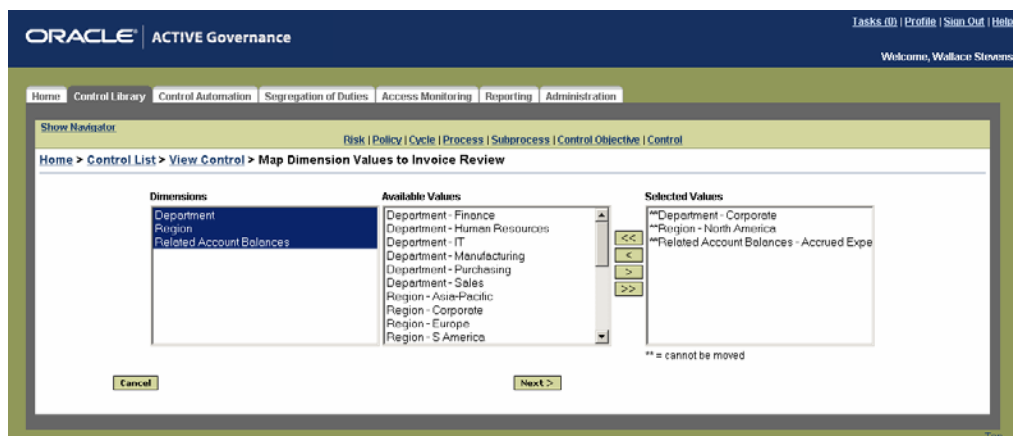 Tasks (0) | Profile | Sign Out | Help
ORACLE® | ACTIVE Governance
Welcome, Wallace Stevens
Home Control Library Control Automation Segregation of Duties Access Monitoring Reporting Administration
Show Navigator
Risk | Policy | Cycle | Process | Subprocess | Control Objective | Control
Home > Control List > View Control > Map Dimension Values to Invoice Review
Dimensions
Department
Region
Related Account Balances
Available Values
Department - Finance
Department - Human Resources
Department - IT
Department - Manufacturing
Department - Purchasing
Department - Sales
Region - Asia-Pacific
Region - Corporate
Region - Europe
Region - S America
<<
<
>
>>
Selected Values
**Department - Corporate
**Region - North America
**Related Account Balances - Accrued Expe
** = cannot be moved
Cancel
Next >